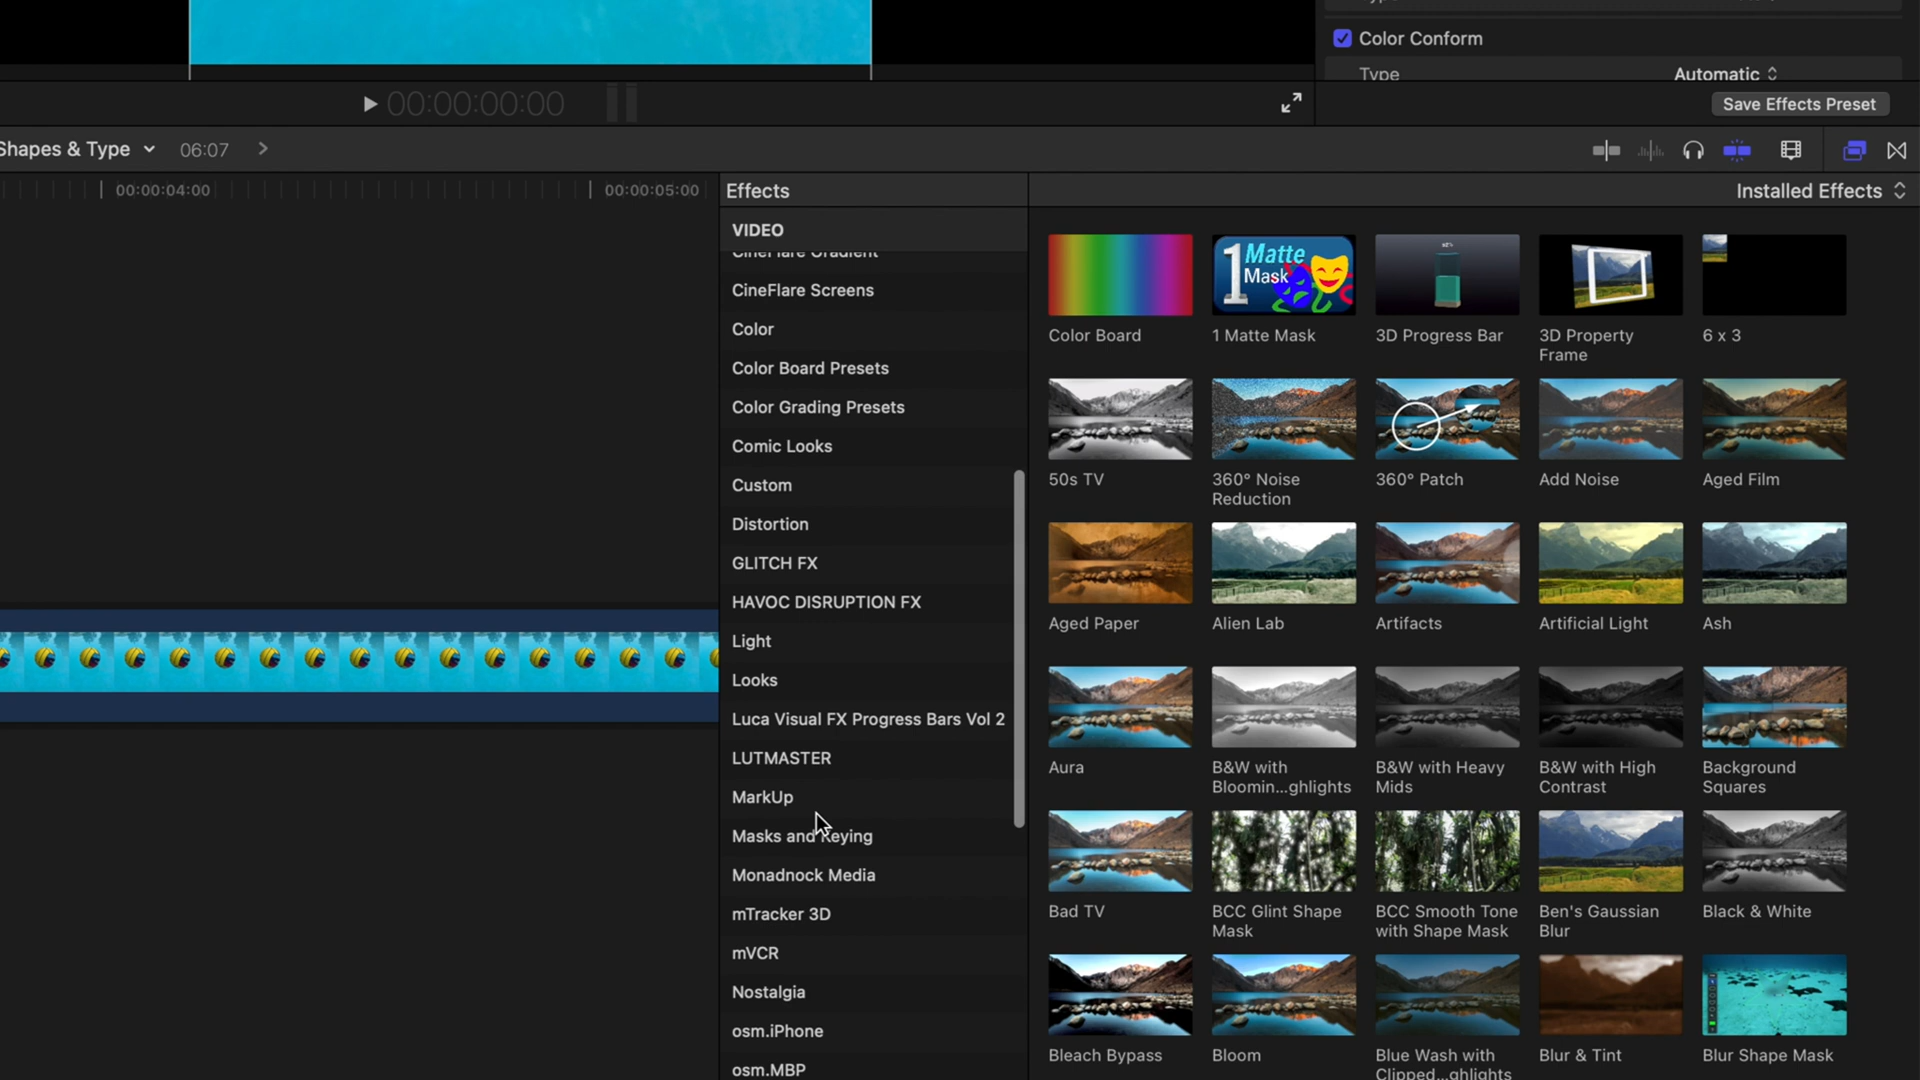 Color Conform
Type
Automatic
00:00:00:00
Save Effects Preset
Shapes & Type
06:07
00:00:04:00
00:00:05:00
Effects
Installed Effects
VIDEO
CineFlare Gradient
CineFlare Screens
Color
Color Board Presets
Color Grading Presets
Comic Looks
Custom
Distortion
GLITCH FX
HAVOC DISRUPTION FX
Light
Looks
Luca Visual FX Progress Bars Vol 2
LUTMASTER
MarkUp
Masks and Keying
Monadnock Media
mTracker 3D
mVCR
Nostalgia
osm.iPhone
osm.MBP
1 Matte
Mask
Color Board
1 Matte Mask
3D Progress Bar
3D Property
Frame
6 x 3
50s TV
360° Noise
Reduction
360° Patch
Add Noise
Aged Film
Aged Paper
Alien Lab
Artifacts
Artificial Light
Ash
Aura
B&W with
Bloomin...ghlights
B&W with Heavy
Mids
B&W with High
Contrast
Background
Squares
Bad TV
BCC Glint Shape
Mask
BCC Smooth Tone
with Shape Mask
Ben's Gaussian
Blur
Black & White
Bleach Bypass
Bloom
Blue Wash with
Clipped...ghlights
Blur & Tint
Blur Shape Mask